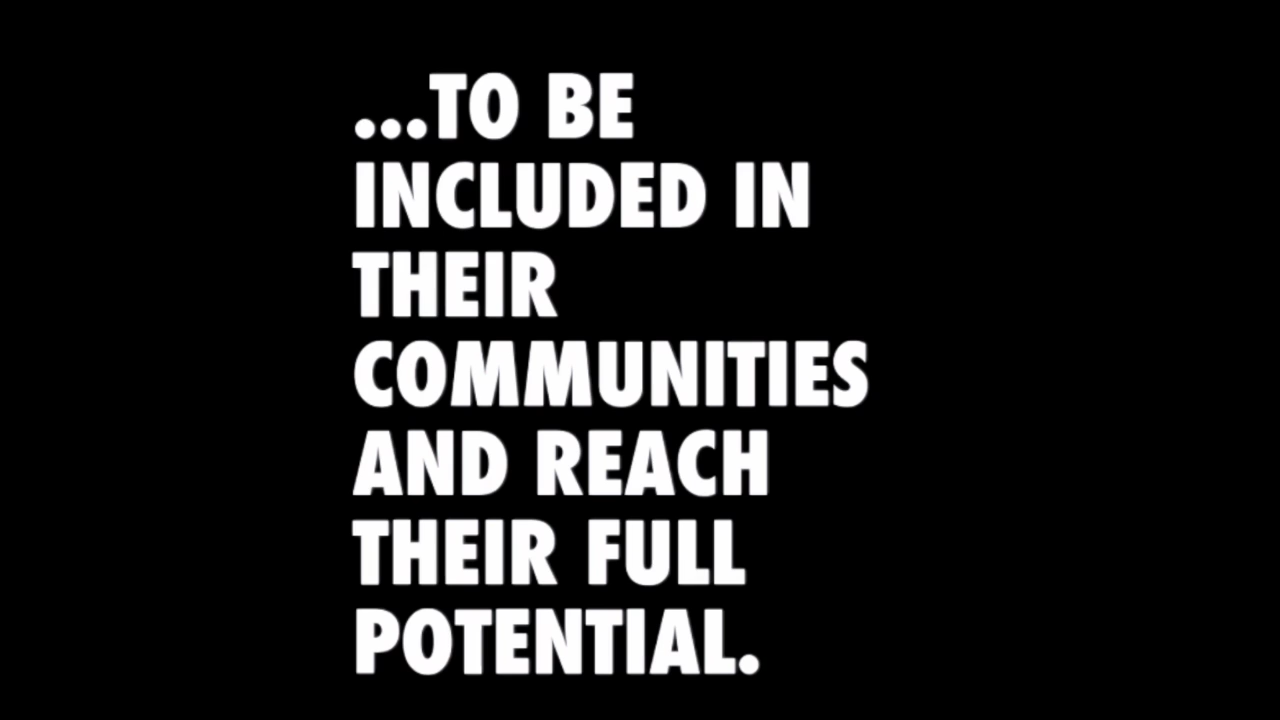 ...TO BE
INCLUDED IN
THEIR
COMMUNITIES
AND REACH
THEIR FULL
POTENTIAL.